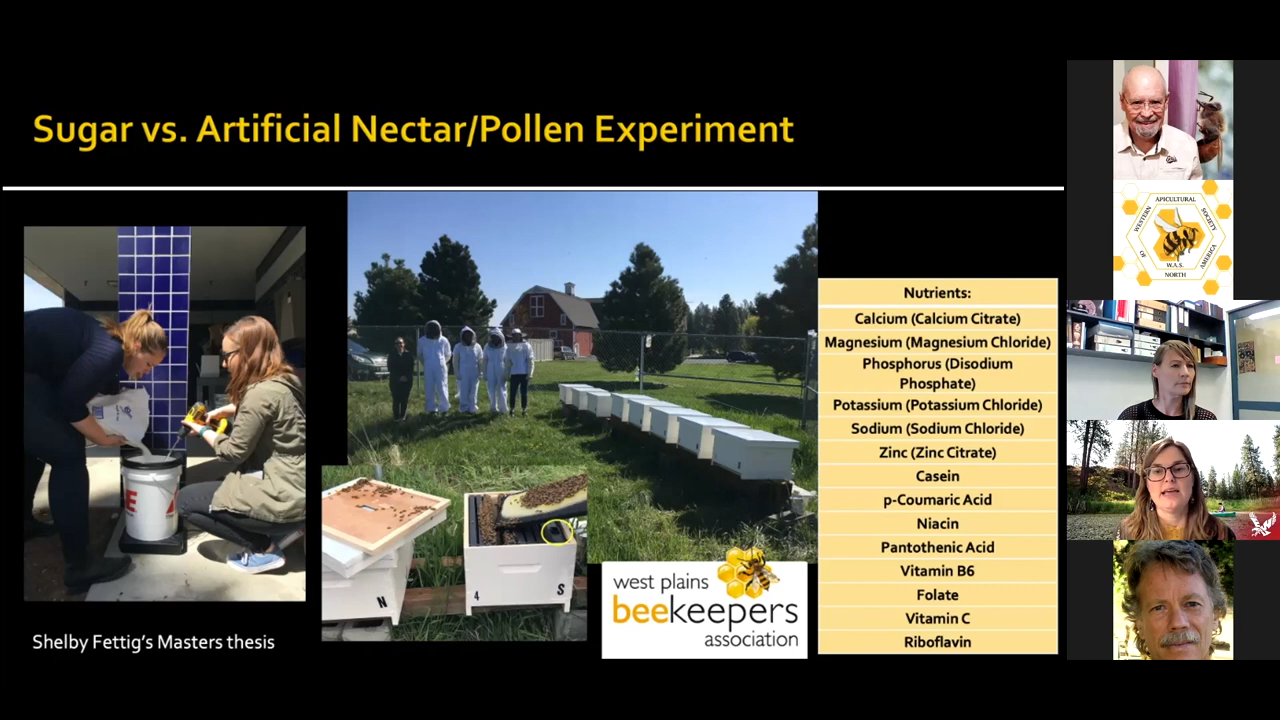 Sugar vs. Artificial Nectar/Pollen Experiment
E
N
4
S
west plains
beekeepers
association
Nutrients:
Calcium (Calcium Citrate)
Magnesium (Magnesium Chloride)
Phosphorus (Disodium
Phosphate)
Potassium (Potassium Chloride)
Sodium (Sodium Chloride)
Zinc (Zinc Citrate)
Casein
p-Coumaric Acid
Niacin
Pantothenic Acid
Vitamin B6
Folate
Vitamin C
Riboflavin
Shelby Fettig's Masters thesis
WESTERN
APICULTURAL
SOCIETY
OF
NORTH
AMERICA
W.A.S.